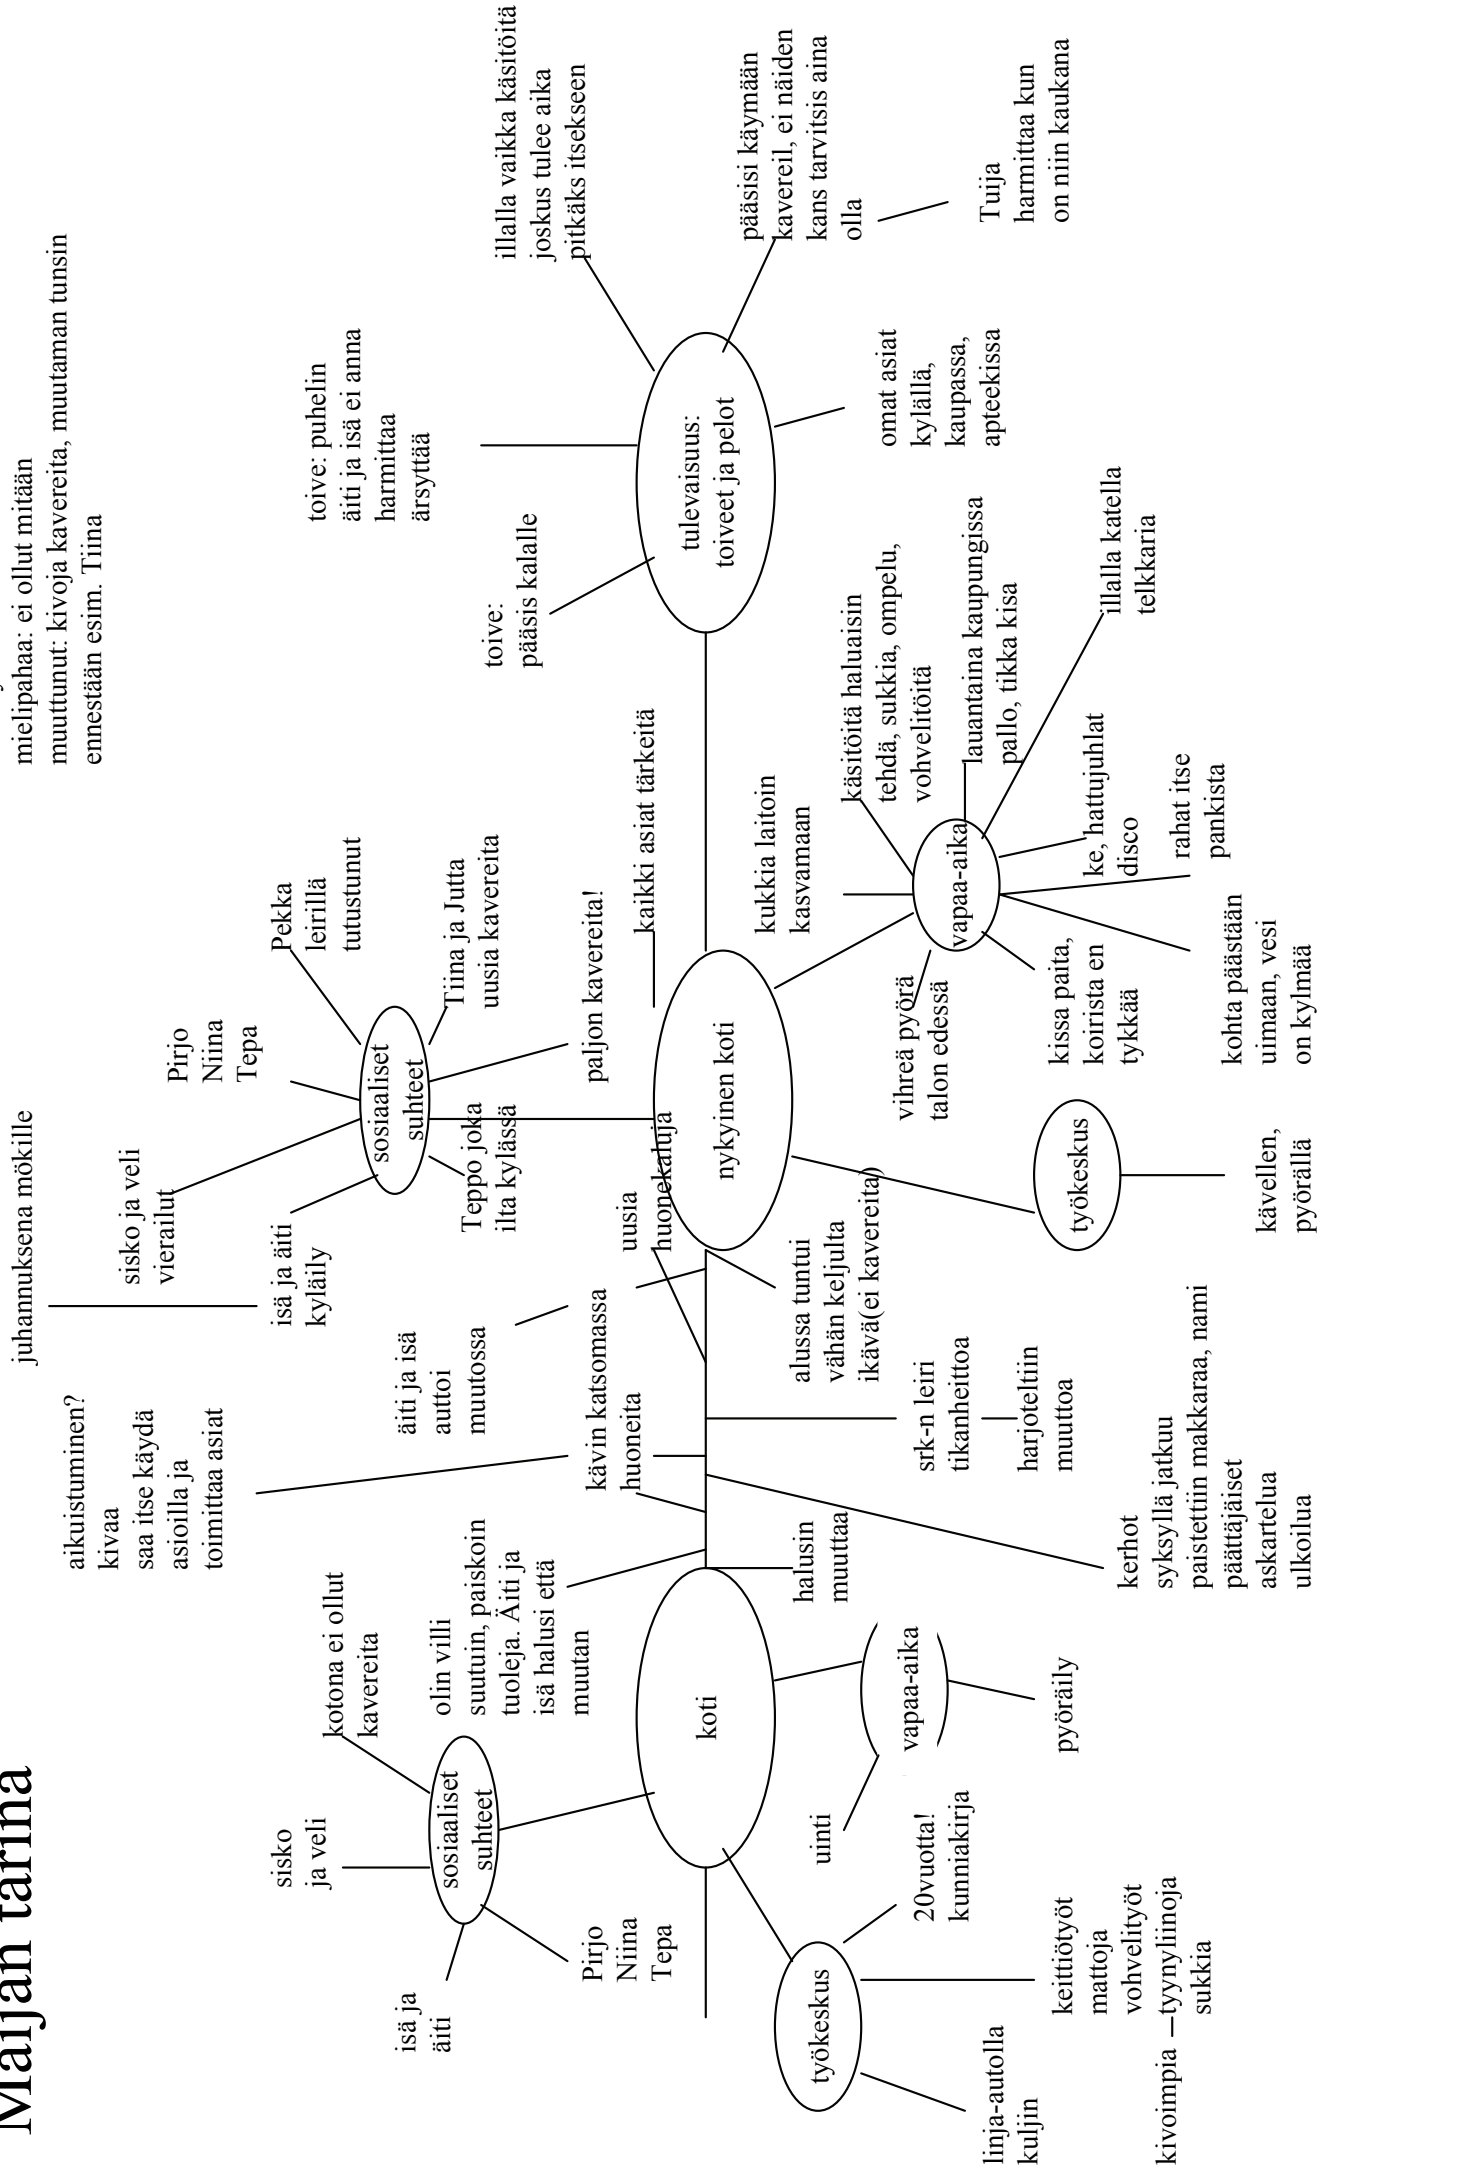 Maijan tarina
mielipahaa: ei ollut mitään
muuttunut: kivoja kavereita, muutaman tunsin
ennestään esim. Tiina
juhannuksena mökille
aikuistuminen?
kivaa
saa itse käydä
asioilla ja
toimittaa asiat
sisko ja veli
vierailut
Pirjo
Niina
Tepa
Pekka
leirillä
tutustunut
isä ja äiti
kyläily
sosiaaliset
suhteet
Tiina ja Jutta
uusia kavereita
Teppo joka
ilta kylässä
paljon kavereita!
sisko
ja veli
kotona ei ollut
kavereita
isä ja
äiti
sosiaaliset
suhteet
Pirjo
Niina
Tepa
olin villi
suutuin, paiskoin
tuoleja. Äiti ja
isä halusi että
muutan
äiti ja isä
auttoi
muutossa
kävin katsomassa
huoneita
uusia
huonekaluja
kaikki asiat tärkeitä
toive: puhelin
äiti ja isä ei anna
harmittaa
ärsyttää
toive:
pääsis kalalle
illalla vaikka käsitöitä
joskus tulee aika
pitkäks itsekseen
koti
nykyinen koti
tulevaisuus:
toiveet ja pelot
pääsisi käymään
kavereil, ei näiden
kans tarvitsis aina
olla
Tuija
harmittaa kun
on niin kaukana
omat asiat
kylällä,
kaupassa,
apteekissa
halusin
muuttaa
alussa tuntui
vähän keljulta
ikävä(ei kavereita)
srk-n leiri
tikanheittoa
harjoteltiin
muuttoa
kerhot
syksyllä jatkuu
paistettiin makkaraa, nami
päättäjäiset
askartelua
ulkoilua
vapaa-aika
uinti
pyöräily
työkeskus
20vuotta!
kunniakirja
keittiötyöt
mattoja
vohvelityöt
kivoimpia –tyynyliinoja
sukkia
linja-autolla
kuljin
työkeskus
kävellen,
pyörällä
kukkia laitoin
kasvamaan
vapaa-aika
käsitöitä haluaisin
tehdä, sukkia, ompelu,
vohvelitöitä
lauantaina kaupungissa
pallo, tikka kisa
illalla katella
telkkaria
ke, hattujuhlat
disco
rahat itse
pankista
vihreä pyörä
talon edessä
kissa paita,
koirista en
tykkää
kohta päästään
uimaan, vesi
on kylmää